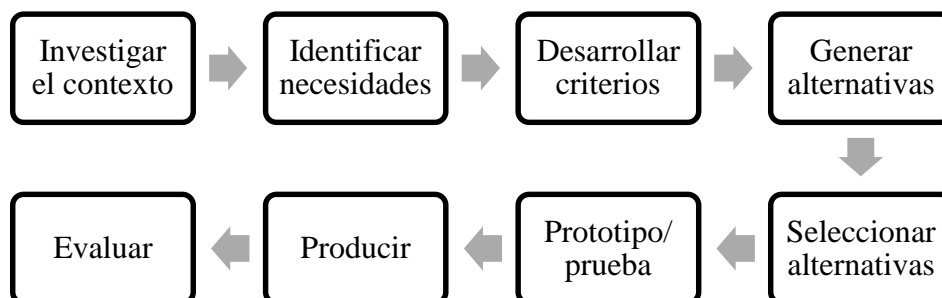 Investigar
el contexto
Identificar
necesidades
Desarrollar
criterios
Generar
alternativas
Seleccionar
alternativas
Prototipo/
prueba
Producir
Evaluar